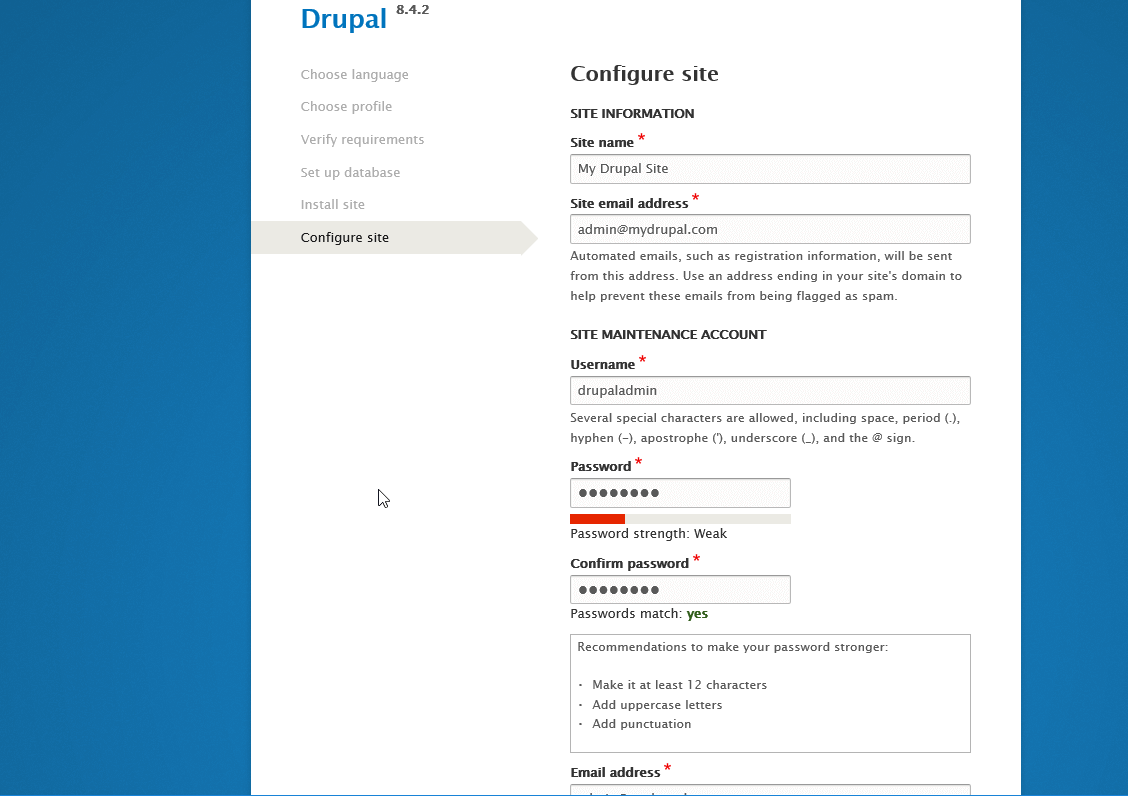 Drupal 8.4.2
Choose language
Choose profile
Verify requirements
Set up database
Install site
Configure site
Configure site
SITE INFORMATION
Site name *
My Drupal Site
Site email address *
admin@mydrupal.com
Automated emails, such as registration information, will be sent
from this address. Use an address ending in your site's domain to
help prevent these emails from being flagged as spam.
SITE MAINTENANCE ACCOUNT
Username *
drupaladmin
Several special characters are allowed, including space, period (.),
hyphen (-), apostrophe ('), underscore (_), and the @ sign.
Password *
●●●●●●●●
Password strength: Weak
Confirm password *
●●●●●●●●
Passwords match: yes
Recommendations to make your password stronger:
· Make it at least 12 characters
· Add uppercase letters
· Add punctuation
Email address *